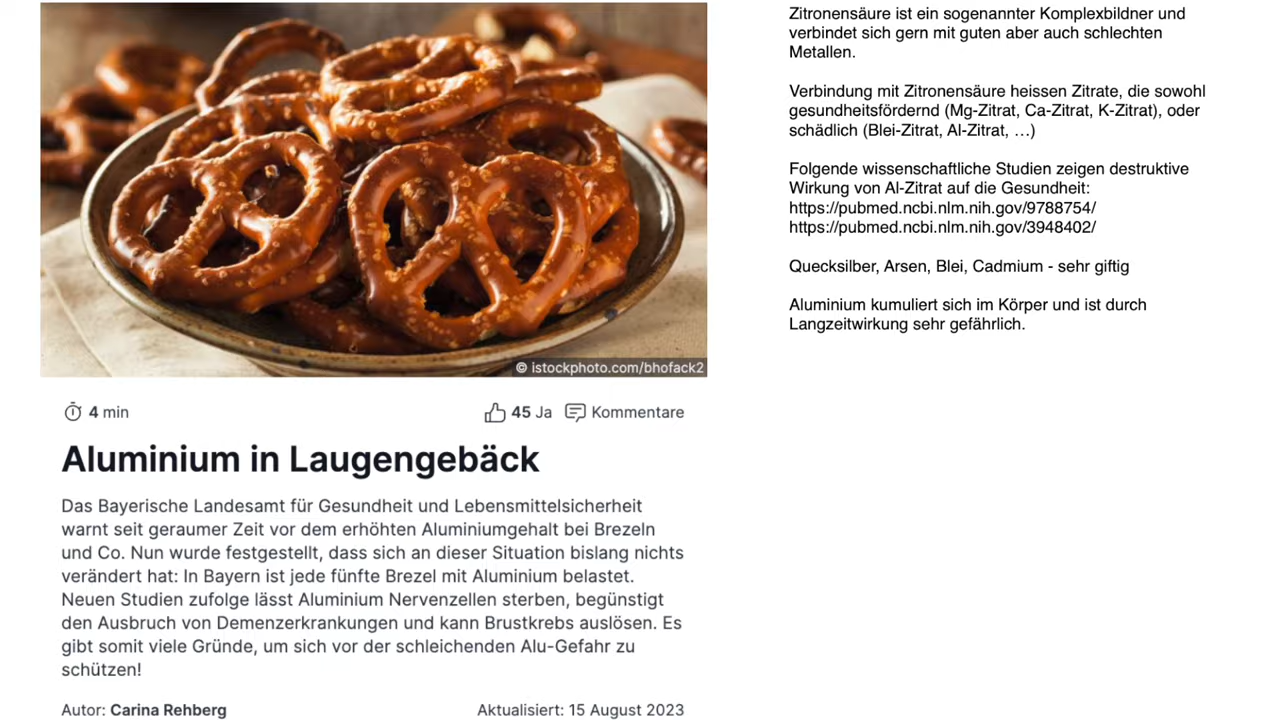 © istockphoto.com/bhofack2
4 min
45 Ja
Kommentare
Aluminium in Laugengebäck
Das Bayerische Landesamt für Gesundheit und Lebensmittelsicherheit
warnt seit geraumer Zeit vor dem erhöhten Aluminiumgehalt bei Brezeln
und Co. Nun wurde festgestellt, dass sich an dieser Situation bislang nichts
verändert hat: In Bayern ist jede fünfte Brezel mit Aluminium belastet.
Neuen Studien zufolge lässt Aluminium Nervenzellen sterben, begünstigt
den Ausbruch von Demenzerkrankungen und kann Brustkrebs auslösen. Es
gibt somit viele Gründe, um sich vor der schleichenden Alu-Gefahr zu
schützen!
Autor: Carina Rehberg
Aktualisiert: 15 August 2023
Zitronensäure ist ein sogenannter Komplexbildner und
verbindet sich gern mit guten aber auch schlechten
Metallen.
Verbindung mit Zitronensäure heissen Zitrate, die sowohl
gesundheitsfördernd (Mg-Zitrat, Ca-Zitrat, K-Zitrat), oder
schädlich (Blei-Zitrat, Al-Zitrat, …)
Folgende wissenschaftliche Studien zeigen destruktive
Wirkung von Al-Zitrat auf die Gesundheit:
https://pubmed.ncbi.nlm.nih.gov/9788754/
https://pubmed.ncbi.nlm.nih.gov/3948402/
Quecksilber, Arsen, Blei, Cadmium - sehr giftig
Aluminium kumuliert sich im Körper und ist durch
Langzeitwirkung sehr gefährlich.